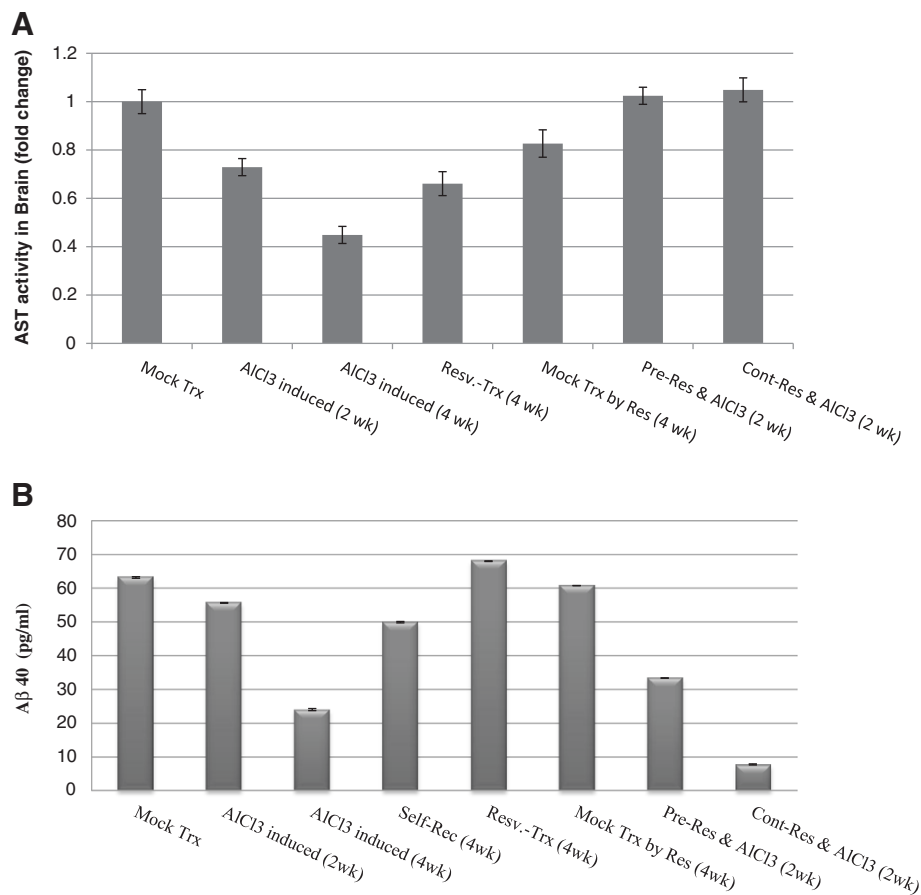 A
AST activity in Brain (fold change)
1.2
1
0.8
0.6
0.4
0.2
0
Mock Trx
AlCl3 induced (2 wk)
AlCl3 induced (4 wk)
Resv.-Trx (4 wk)
Mock Trx by Res (4 wk)
Pre-Res & AlCl3 (2 wk)
Cont-Res & AlCl3 (2 wk)
B
Aβ 40 (pg/ml)
80
70
60
50
40
30
20
10
0
Mock Trx
AlCl3 induced (2wk)
AlCl3 induced (4wk)
Self-Rec (4wk)
Resv.-Trx (4wk)
Mock Trx by Res (4wk)
Pre-Res & AlCl3 (2wk)
Cont-Res & AlCl3 (2wk)